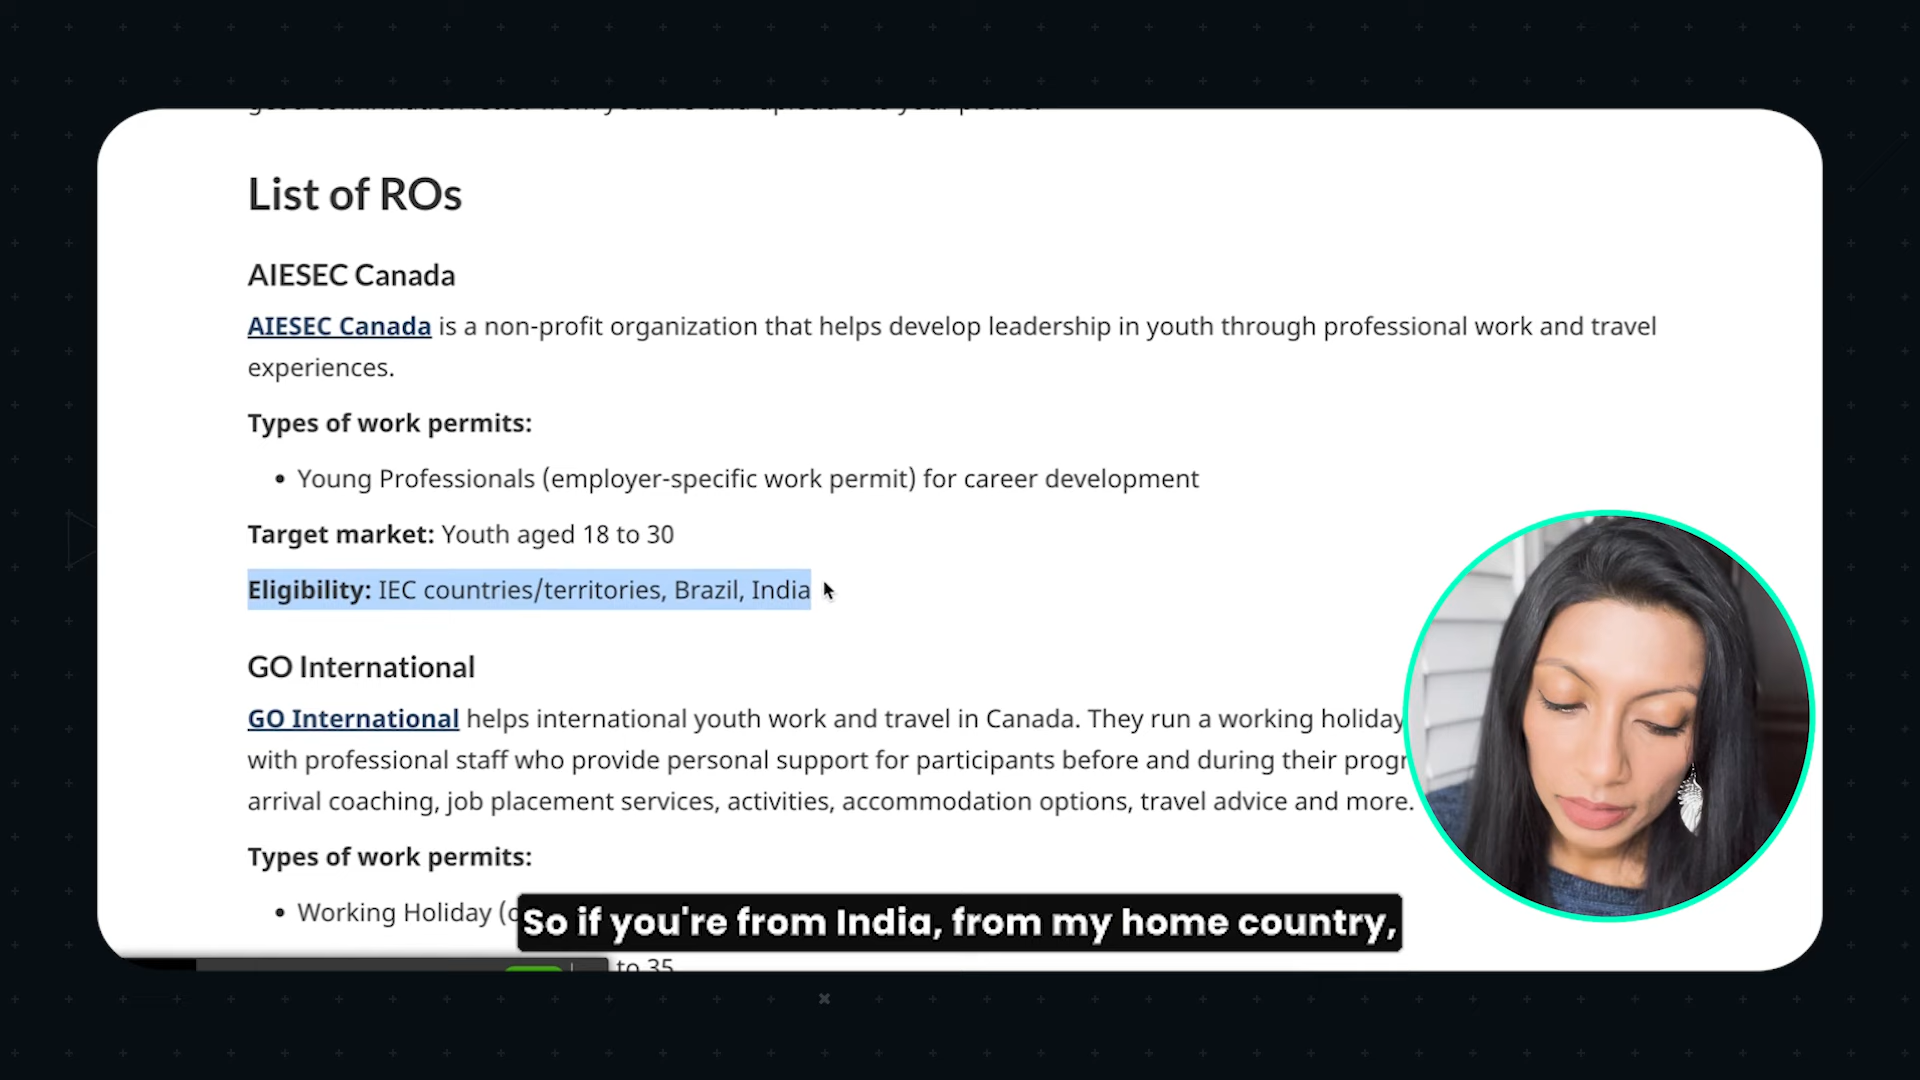 List of ROs
AIESEC Canada
AIESEC Canada is a non-profit organization that helps develop leadership in youth through professional work and travel
experiences.
Types of work permits:
• Young Professionals (employer-specific work permit) for career development
Target market: Youth aged 18 to 30
Eligibility: IEC countries/territories, Brazil, India
GO International
GO International helps international youth work and travel in Canada. They run a working holiday
with professional staff who provide personal support for participants before and during their
arrival coaching, job placement services, activities, accommodation options, travel advice and more.
Types of work permits:
• Working Holiday
So if you're from India, from my home country,
to 35